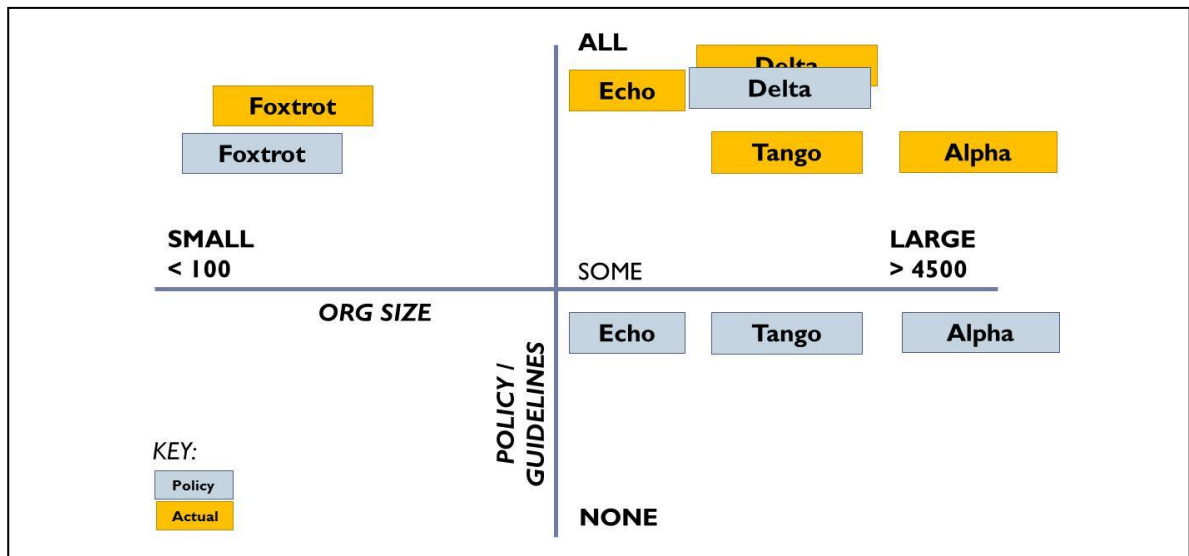 ALL
Delta
Echo
Delta
Foxtrot
Foxtrot
Tango
Alpha
SMALL
< 100
LARGE
> 4500
SOME
ORG SIZE
Echo
Tango
Alpha
POLICY /
GUIDELINES
KEY:
Policy
Actual
NONE